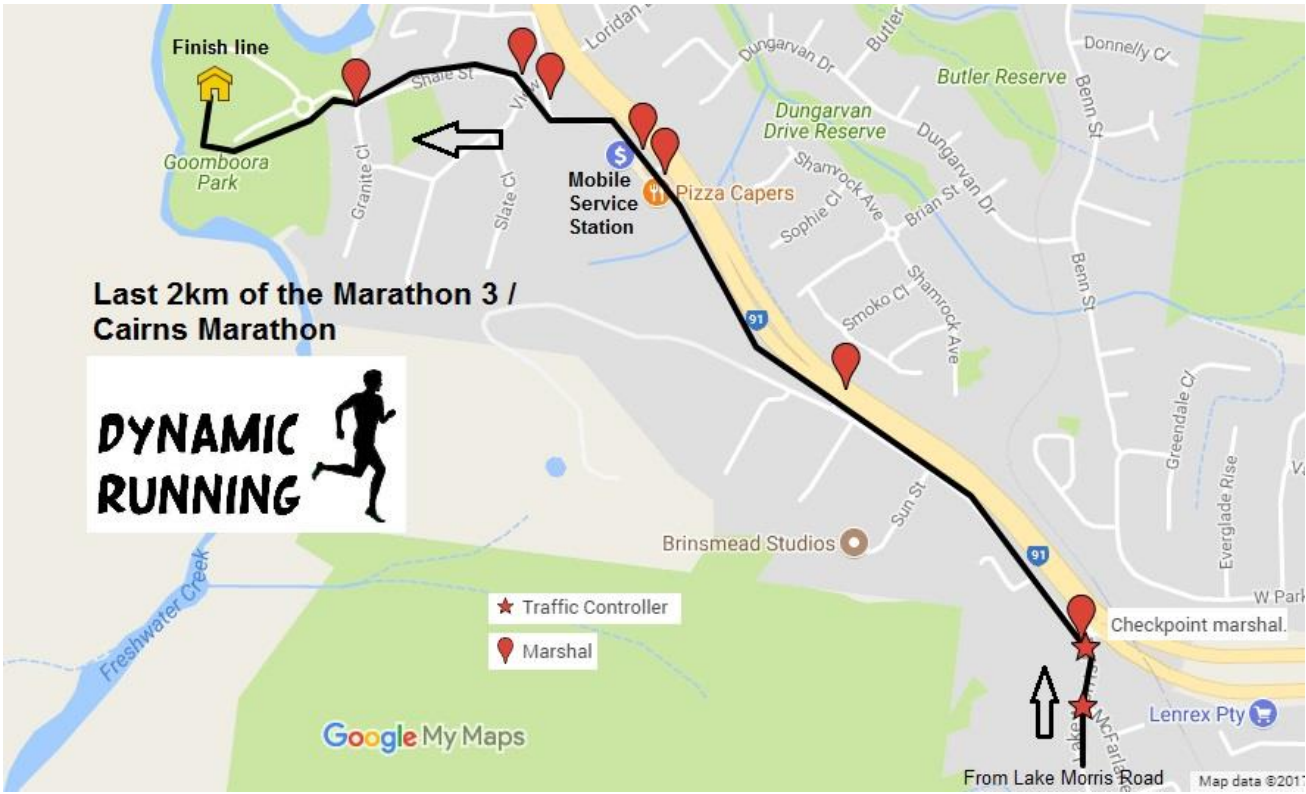 Finish line
Loridan
Butler
Dungarvan Dr
Donnelly Cl
Shale St
View
Butler Reserve
Benn St
Dungarvan
Drive Reserve
Goomboora
Park
$
Mobile
Service
Station
Pizza Capers
Granite Cl
Slate Cl
Shamrock Ave
Sophie Cl
Brian St
Dungarvan Dr
Benn St
Last 2km of the Marathon 3 /
Cairns Marathon
91
Smoko Cl
Shamrock Ave
DYNAMIC
RUNNING
Greendale Cl
Everglade Rise
Sun St
Brinsmead Studios
91
Freshwater Creek
Traffic Controller
Marshal
W Park
Checkpoint marshal.
Google My Maps
Lake
McFarlane
Lenrex Pty
From Lake Morris Road
Map data ©2017